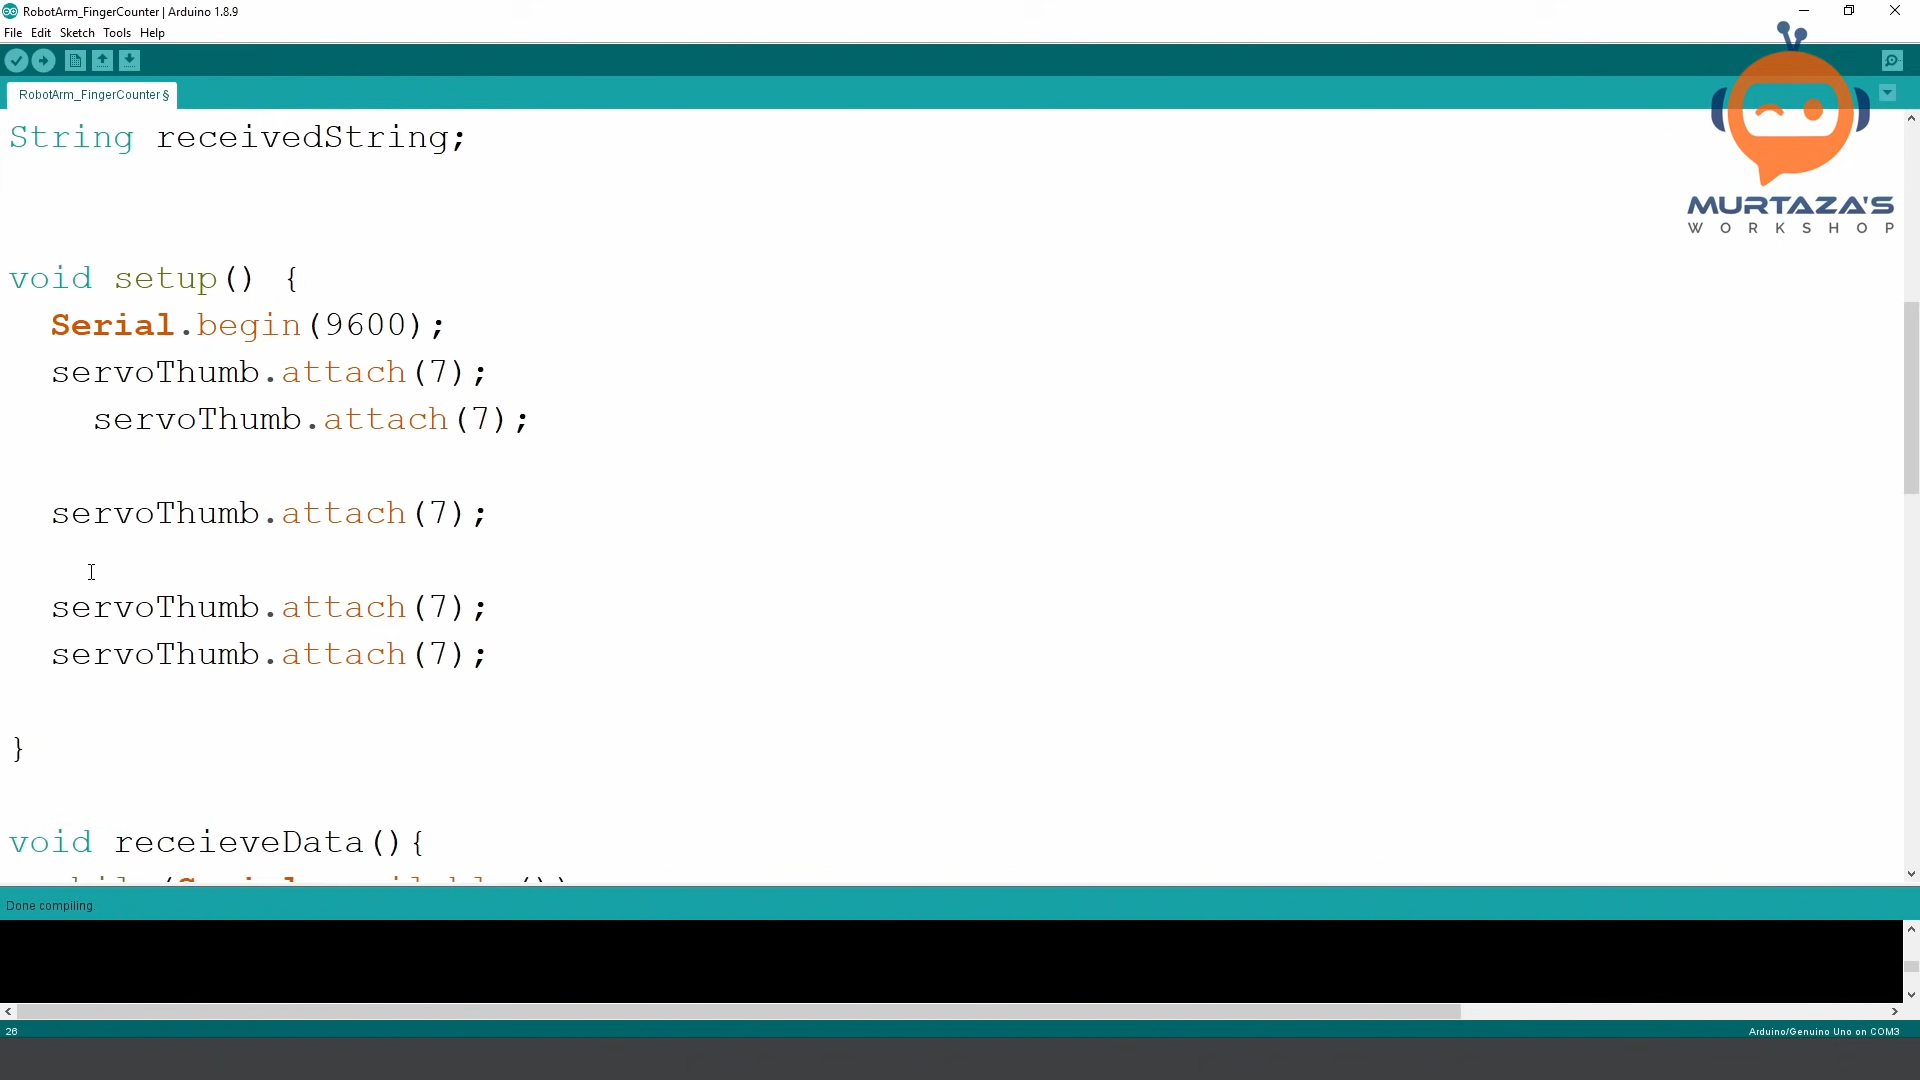 RobotArm_FingerCounter | Arduino 1.8.9
File Edit Sketch Tools Help
RobotArm_FingerCounter §
MURTAZA'S
WORKSHOP
String receivedString;
void setup() {
  Serial.begin(9600);
  servoThumb.attach(7);
    servoThumb.attach(7);
  servoThumb.attach(7);
  servoThumb.attach(7);
  servoThumb.attach(7);
}
void receieveData(){
Done compiling.
26
Arduino/Genuino Uno on COM3